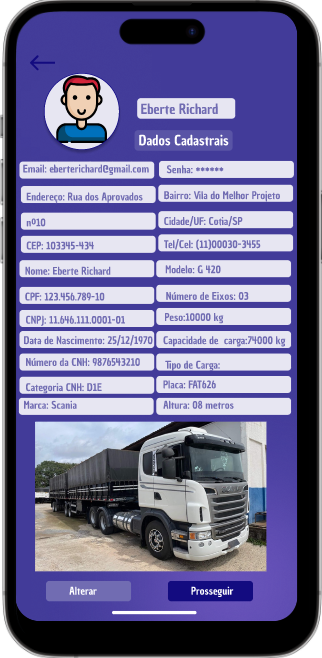 Eberte Richard
Dados Cadastrais
Email: eberterichard@gmail.com
Senha: ******
Endereço: Rua dos Aprovados
Bairro: Vila do Melhor Projeto
nº10
Cidade/UF: Cotia/SP
CEP: 103345-434
Tel/Cel: (11)00030-3455
Nome: Eberte Richard
Modelo: G 420
CPF: 123.456.789-10
Número de Eixos: 03
CNPJ: 11.646.111.0001-01
Peso:10000 kg
Data de Nascimento: 25/12/1970
Capacidade de carga:74000 kg
Número da CNH: 9876543210
Tipo de Carga:
Categoria CNH: D1E
Placa: FAT626
Marca: Scania
Altura: 08 metros
Alterar
Prosseguir